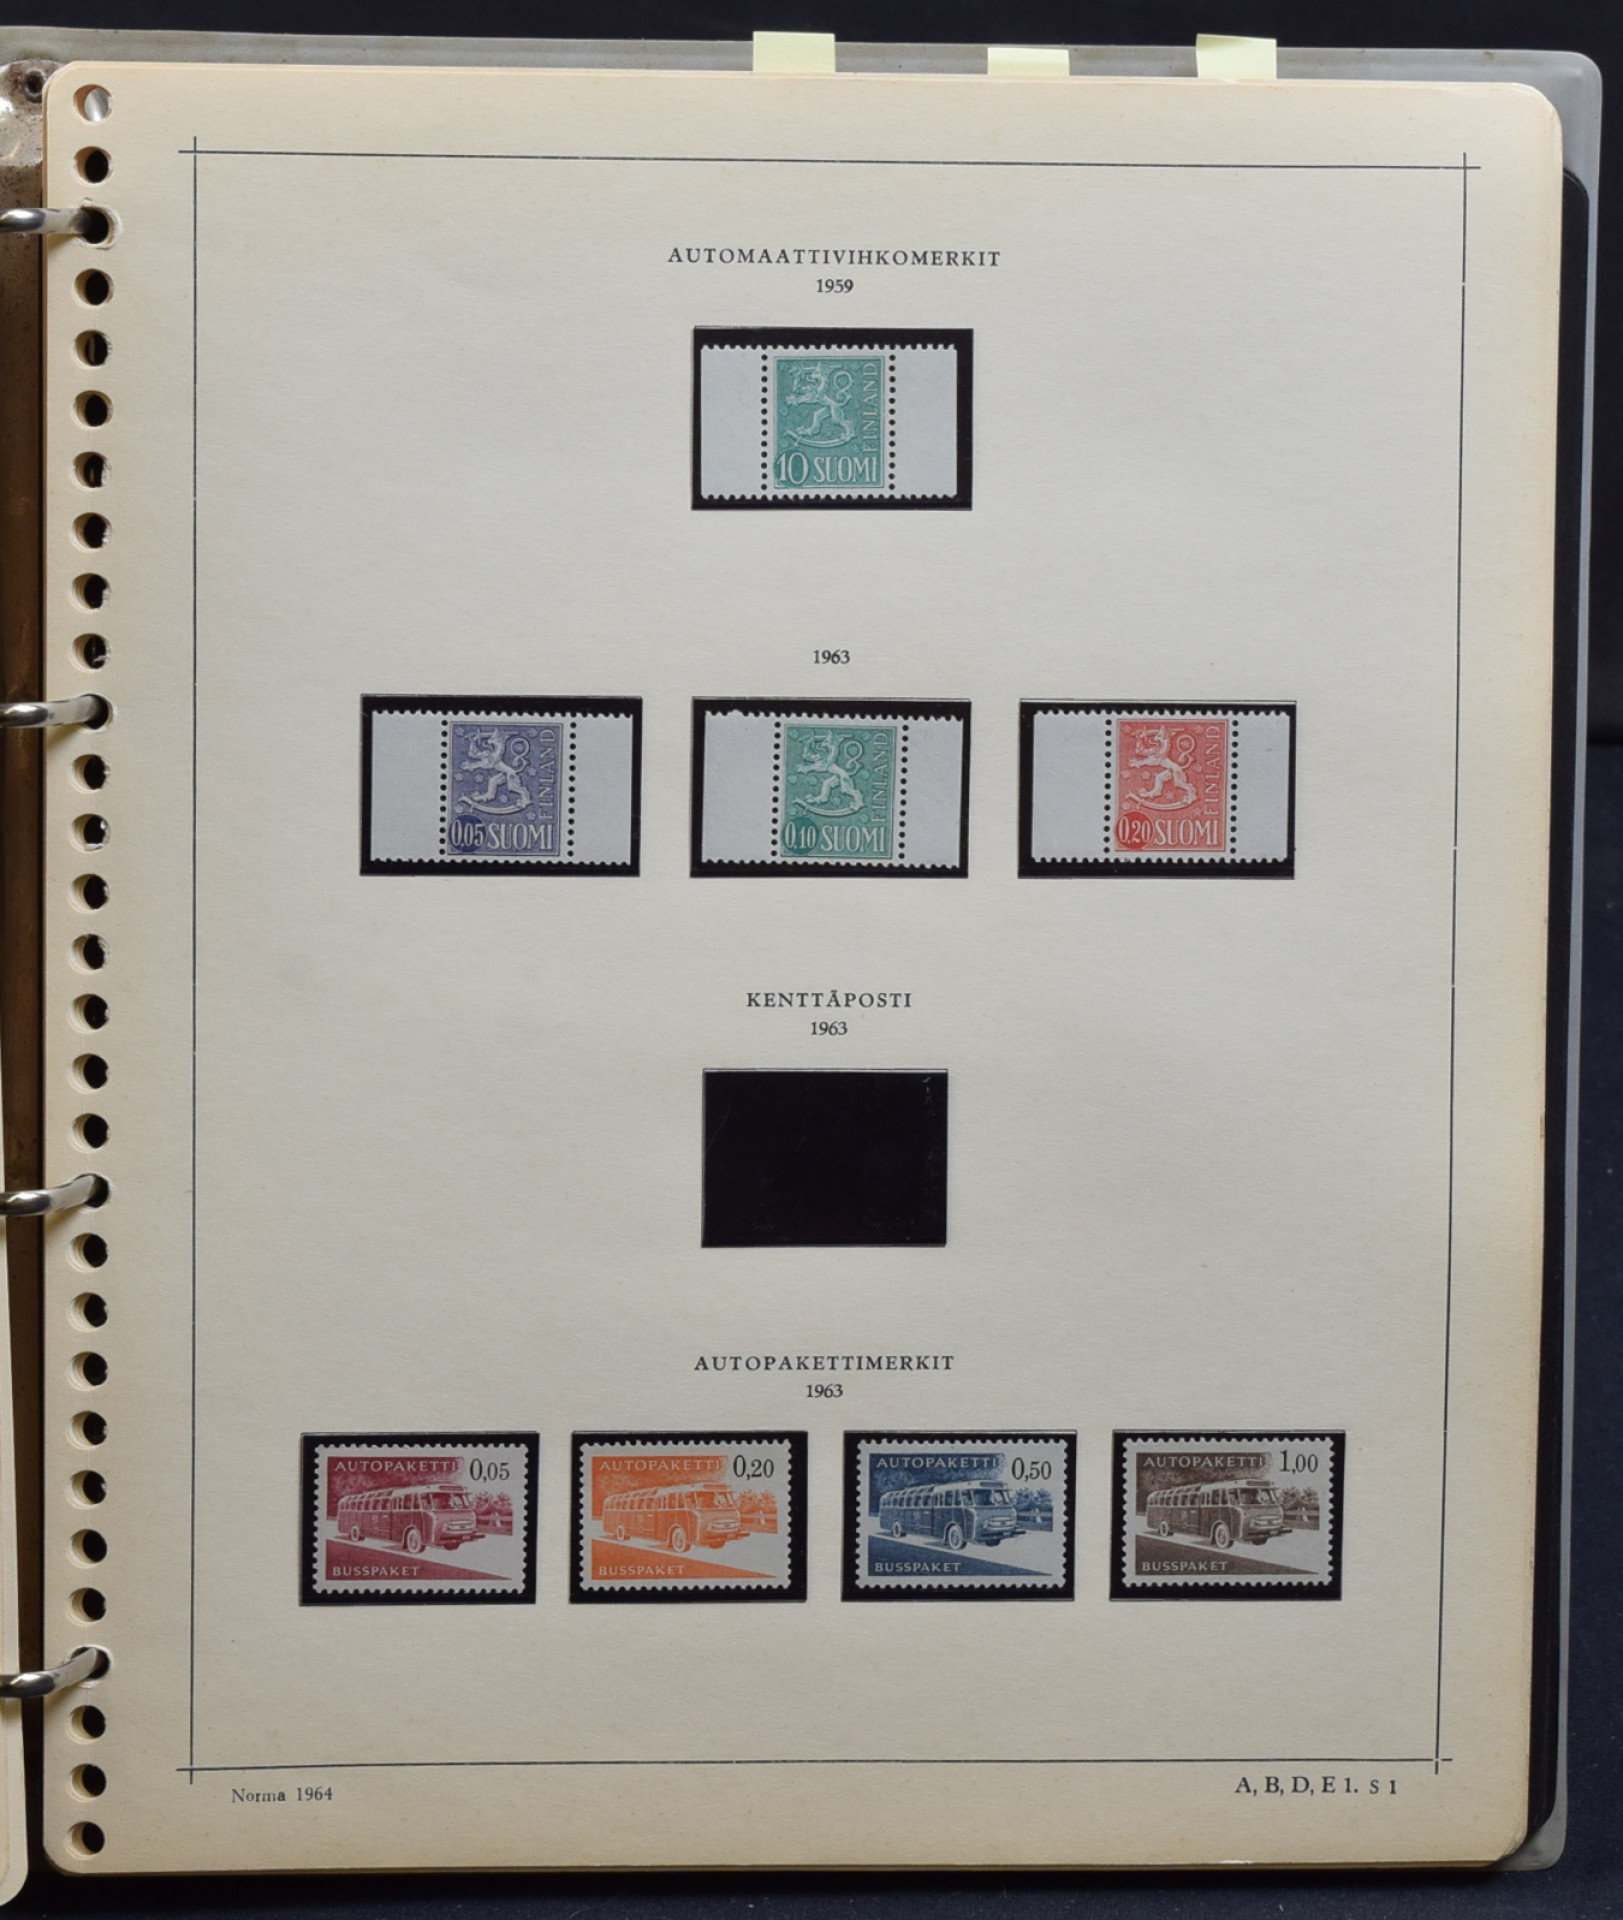 AUTOMAATTIVIHKOMERKIT
1959
FINLAND
10 SUOMI
1963
FINLAND
0,05 SUOMI
FINLAND
0,10 SUOMI
FINLAND
0,20 SUOMI
KENTTÄPOSTI
1963
AUTOPAKETTIMERKIT
1963
AUTOPAKETTI 0,05
BUSSPAKET
AUTOPAKETTI 0,20
BUSSPAKET
AUTOPAKETTI 0,50
BUSSPAKET
AUTOPAKETTI 1,00
BUSSPAKET
Norma 1964
A, B, D, E 1. S 1